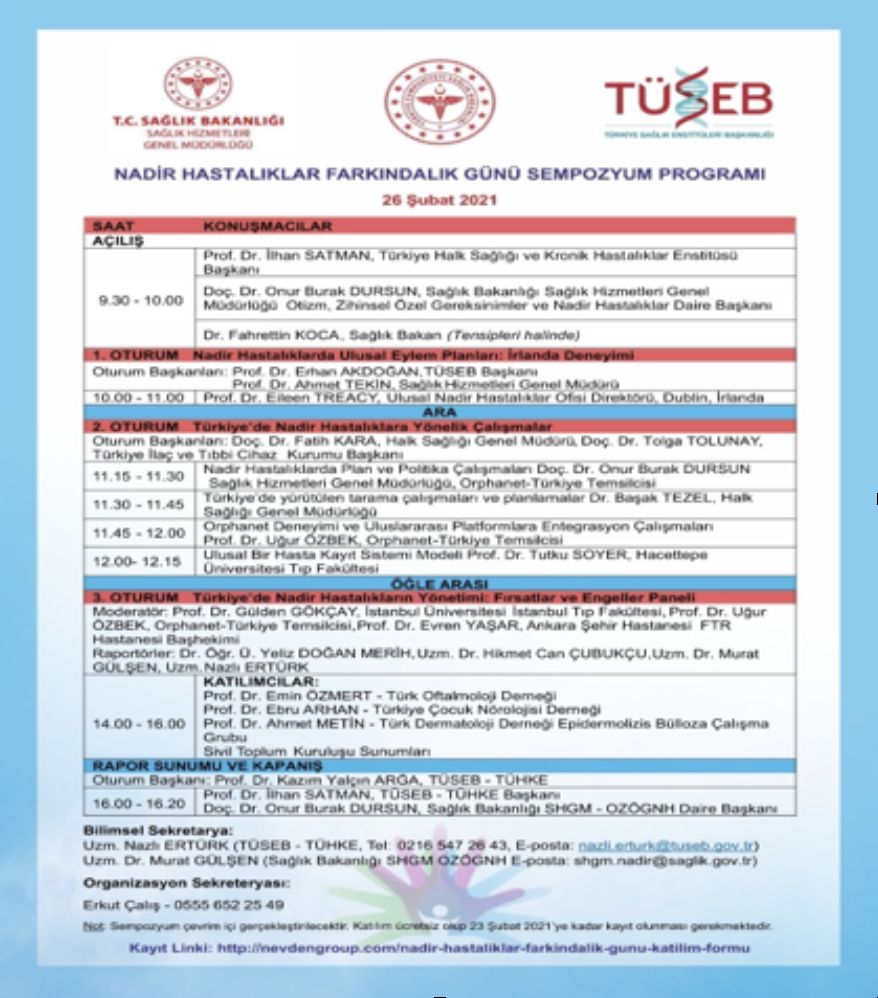 T.C. SAĞLIK BAKANLIĞI
SAĞLIK HİZMETLERİ
GENEL MÜDÜRLÜĞÜ
TÜSEB
TÜRKİYE SAĞLIK ENSTİTÜLERİ BAŞKANLIĞI
NADİR HASTALIKLAR FARKINDALIK GÜNÜ SEMPOZYUM PROGRAMI
26 Şubat 2021
SAAT KONUŞMACILAR
AÇILIŞ
9.30 - 10.00
Prof. Dr. İlhan SATMAN, Türkiye Halk Sağlığı ve Kronik Hastalıklar Enstitüsü
Başkanı
Doç. Dr. Onur Burak DURSUN, Sağlık Bakanlığı Sağlık Hizmetleri Genel
Müdürlüğü Otizm, Zihinsel Özel Gereksinimler ve Nadir Hastalıklar Daire Başkanı
Dr. Fahrettin KOCA, Sağlık Bakan (Tensipleri halinde)
1. OTURUM Nadir Hastalıklarda Ulusal Eylem Planları: İrlanda Deneyimi
Oturum Başkanları: Prof. Dr. Erhan AKDOĞAN,TÜSEB Başkanı
Prof. Dr. Ahmet TEKİN, Sağlık Hizmetleri Genel Müdürü
10.00 - 11.00 Prof. Dr. Eileen TREACY, Ulusal Nadir Hastalıklar Ofisi Direktörü, Dublin, İrlanda
ARA
2. OTURUM Türkiye'de Nadir Hastalıklara Yönelik Çalışmalar
Oturum Başkanları: Doç. Dr. Fatih KARA, Halk Sağlığı Genel Müdürü, Doç. Dr. Tolga TOLUNAY,
Türkiye İlaç ve Tıbbi Cihaz Kurumu Başkanı
11.15 - 11.30 Nadir Hastalıklarda Plan ve Politika Çalışmaları Doç. Dr. Onur Burak DURSUN
Sağlık Hizmetleri Genel Müdürlüğü, Orphanet-Türkiye Temsilcisi
11.30 - 11.45 Türkiye'de yürütülen tarama çalışmaları ve planlamalar Dr. Başak TEZEL, Halk
Sağlığı Genel Müdürlüğü
11.45 - 12.00 Orphanet Deneyimi ve Uluslararası Platformlara Entegrasyon Çalışmaları
Prof. Dr. Uğur ÖZBEK, Orphanet-Türkiye Temsilcisi
12.00- 12.15 Ulusal Bir Hasta Kayıt Sistemi Modeli Prof. Dr. Tutku SOYER, Hacettepe
Üniversitesi Tıp Fakültesi
ÖĞLE ARASI
3. OTURUM Türkiye'de Nadir Hastalıkların Yönetimi: Fırsatlar ve Engeller Paneli
Moderatör: Prof. Dr. Gülden GÖKÇAY, İstanbul Üniversitesi İstanbul Tıp Fakültesi, Prof. Dr. Uğur
ÖZBEK, Orphanet-Türkiye Temsilcisi,Prof. Dr. Evren YAŞAR, Ankara Şehir Hastanesi FTR
Hastanesi Başhekimi
Raportörler: Dr. Öğr. Ü. Yeliz DOĞAN MERİH, Uzm. Dr. Hikmet Can ÇUBUKÇU,Uzm. Dr. Murat
GÜLŞEN, Uzm. Nazlı ERTÜRK
14.00 - 16.00
KATILIMCILAR:
Prof. Dr. Emin ÖZMERT - Türk Oftalmoloji Derneği
Prof. Dr. Ebru ARHAN - Türkiye Çocuk Nörolojisi Derneği
Prof. Dr. Ahmet METİN - Türk Dermatoloji Derneği Epidermolizis Bülloza Çalışma
Grubu
Sivil Toplum Kuruluşu Sunumları
RAPOR SUNUMU VE KAPANIŞ
Oturum Başkanı: Prof. Dr. Kazım Yalçın ARĞA, TÜSEB - TÜHKE
16.00 - 16.20 Prof. Dr. İlhan SATMAN, TÜSEB - TÜHKE Başkanı
Doç. Dr. Onur Burak DURSUN, Sağlık Bakanlığı SHGM - OZÖGNH Daire Başkanı
Bilimsel Sekretarya:
Uzm. Nazlı ERTÜRK (TÜSEB - TÜHKE, Tel: 0216 547 26 43, E-posta: nazli.erturk@tuseb.gov.tr)
Uzm. Dr. Murat GÜLŞEN (Sağlık Bakanlığı SHGM OZÖGNH E-posta: shgm.nadir@saglik.gov.tr)
Organizasyon Sekreteryası:
Erkut Çalış - 0555 652 25 49
Not: Sempozyum çevrim içi gerçekleştirilecektir. Katılım ücretsiz olup 23 Şubat 2021'ye kadar kayıt olunması gerekmektedir.
Kayıt Linki: http://nevdengroup.com/nadir-hastaliklar-farkindalik-gunu-katilim-formu